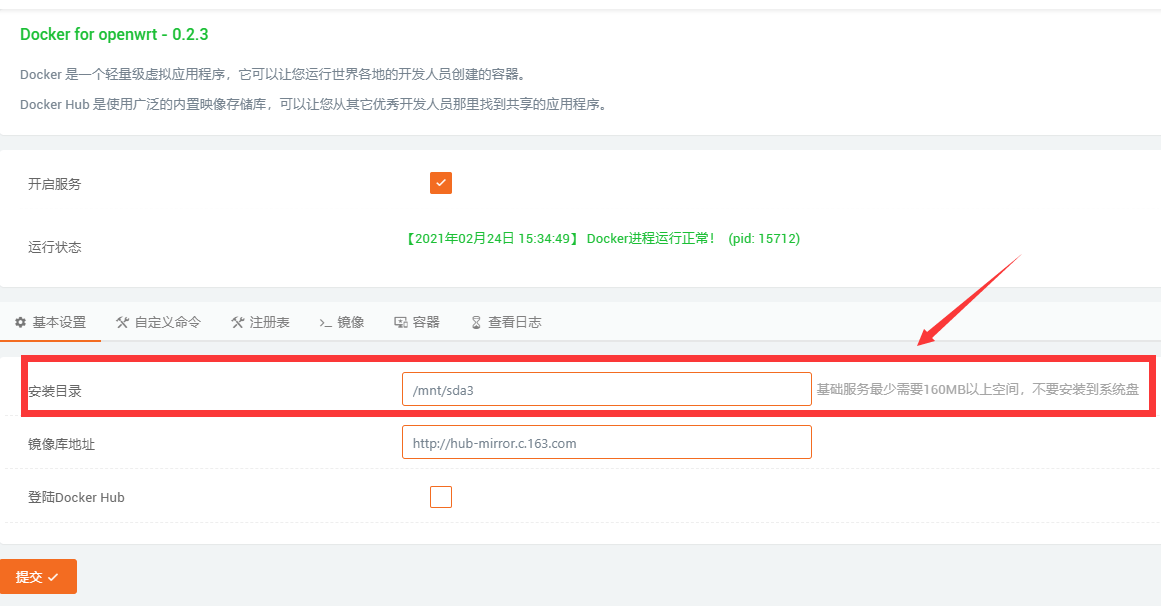 Docker for openwrt - 0.2.3
Docker 是一个轻量级虚拟应用程序，它可以让您运行世界各地的开发人员创建的容器。
Docker Hub 是使用广泛的内置映像存储库，可以让您从其它优秀开发人员那里找到共享的应用程序。
开启服务
运行状态 【2021年02月24日 15:34:49】 Docker进程运行正常！ (pid: 15712)
基本设置 自定义命令 注册表 镜像 容器 查看日志
安装目录 /mnt/sda3 基础服务最少需要160MB以上空间，不要安装到系统盘
镜像库地址 http://hub-mirror.c.163.com
登陆Docker Hub
提交